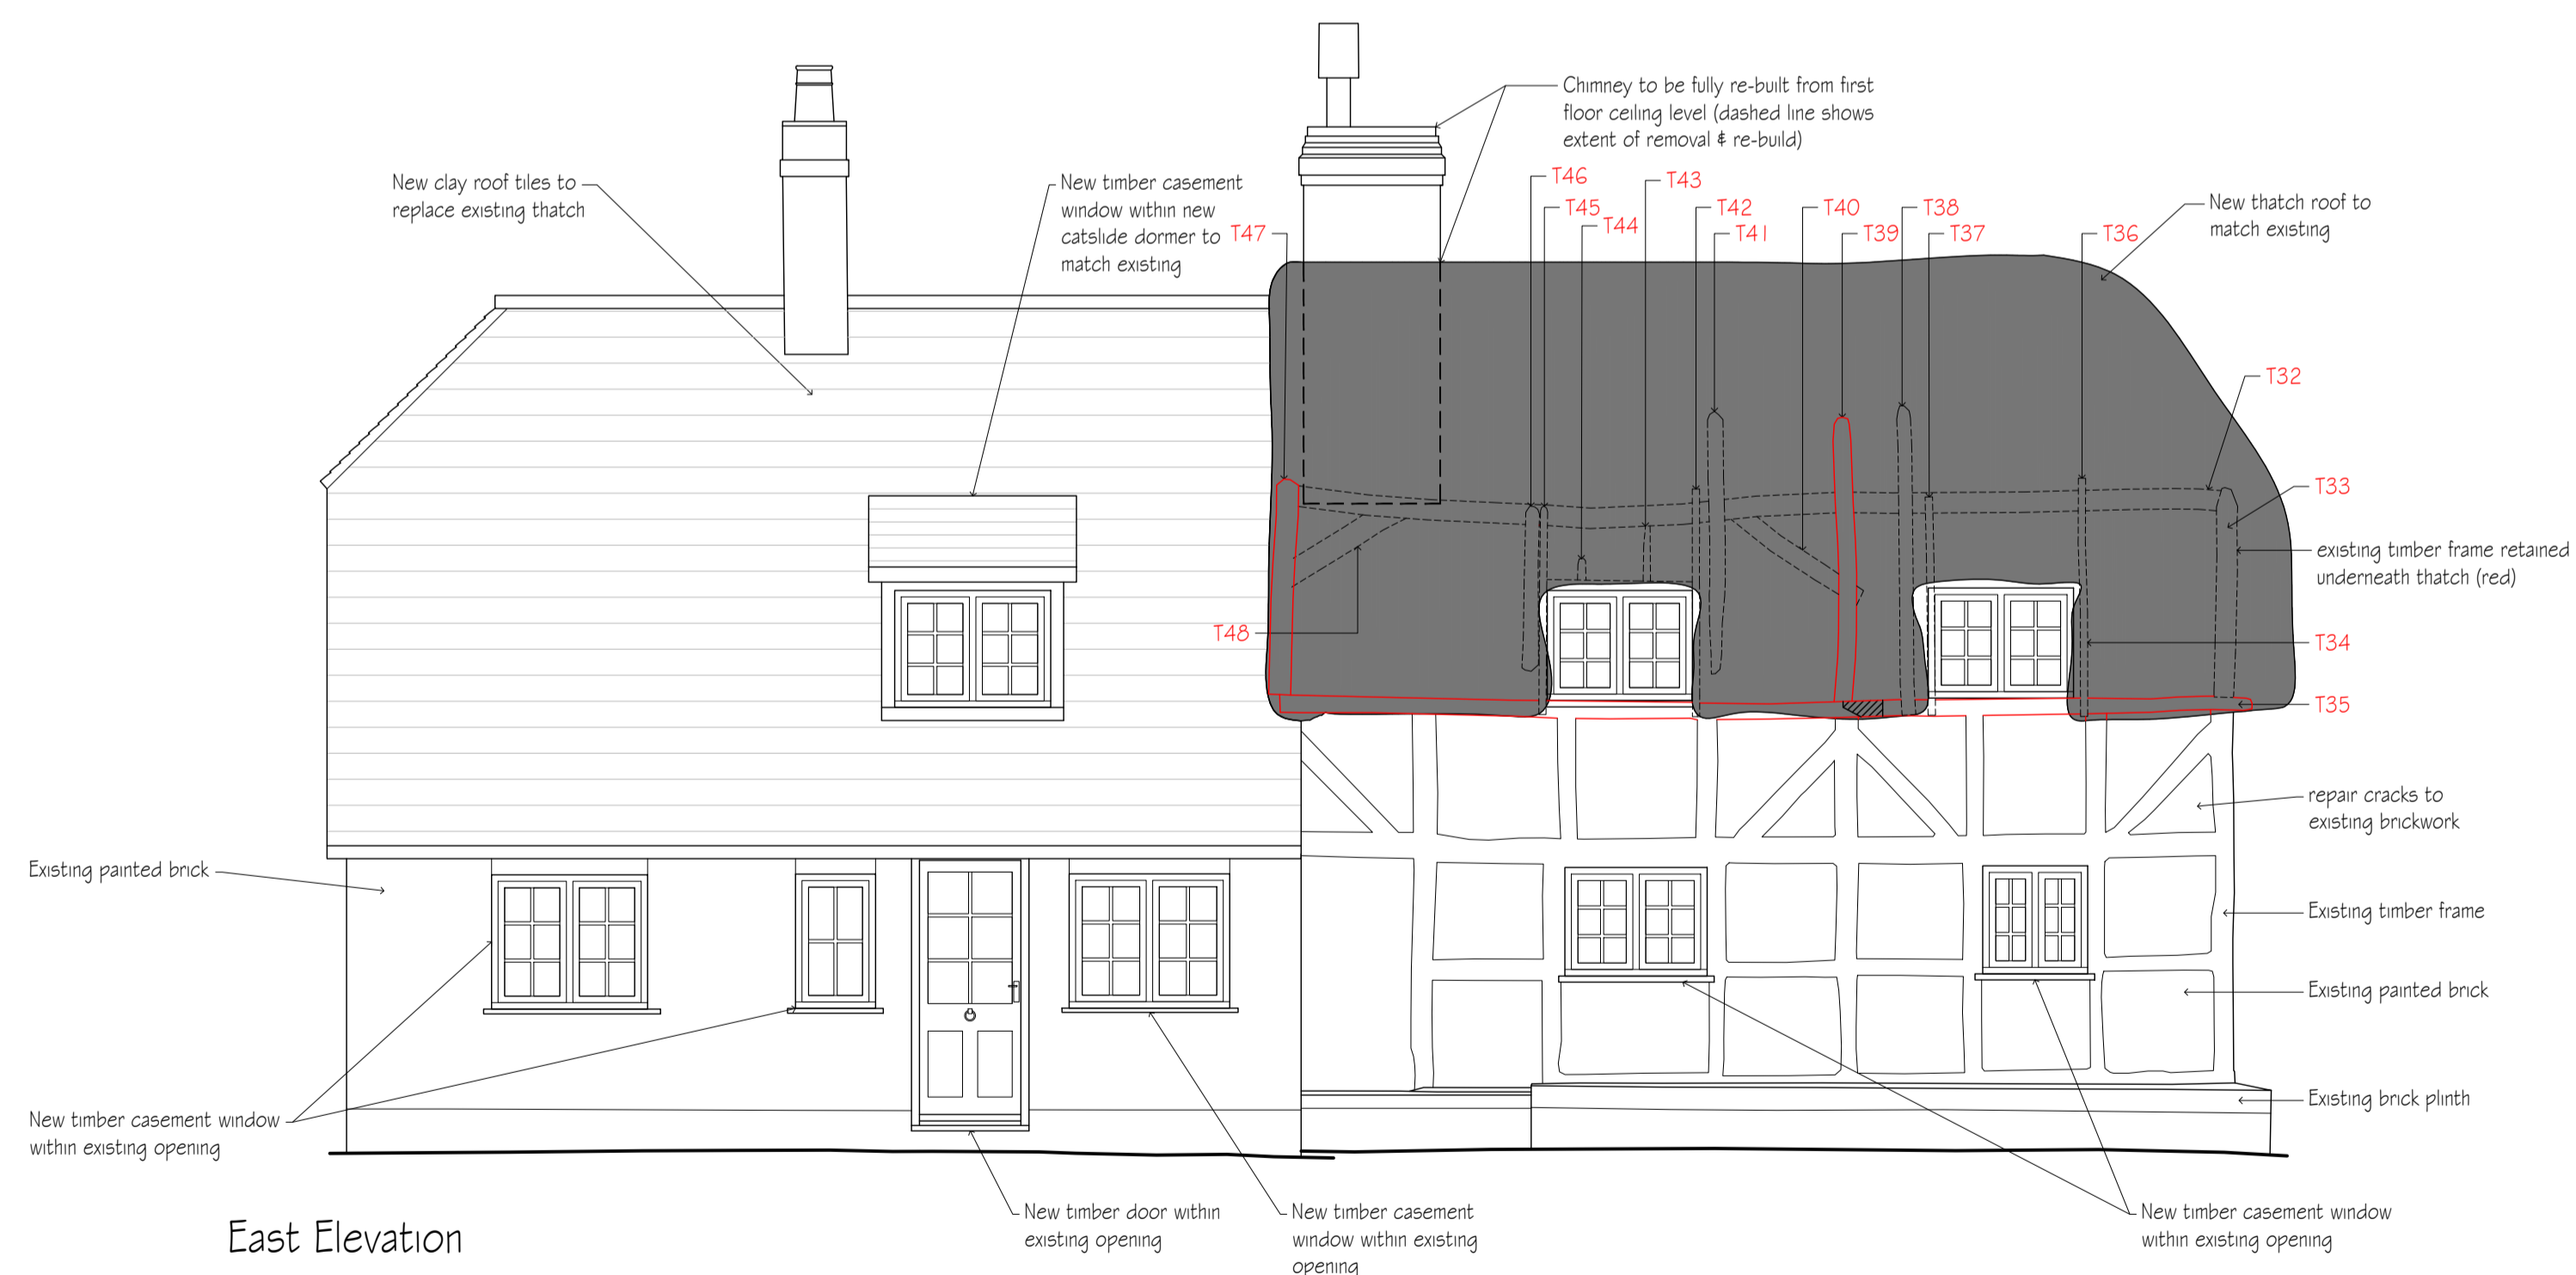 Chimney to be fully re-built from first
floor ceiling level (dashed line shows
extent of removal & re-build)
New clay roof tiles to
replace existing thatch
New timber casement
window within new
catslide dormer to
match existing
T47
T46
T45
T44
T43
T42
T41
T40
T39
T38
T37
T36
New thatch roof to
match existing
T32
T33
existing timber frame retained
underneath thatch (red)
T48
T34
T35
repair cracks to
existing brickwork
Existing painted brick
Existing timber frame
Existing painted brick
Existing brick plinth
New timber casement window
within existing opening
New timber door within
existing opening
New timber casement
window within existing
opening
New timber casement window
within existing opening
East Elevation